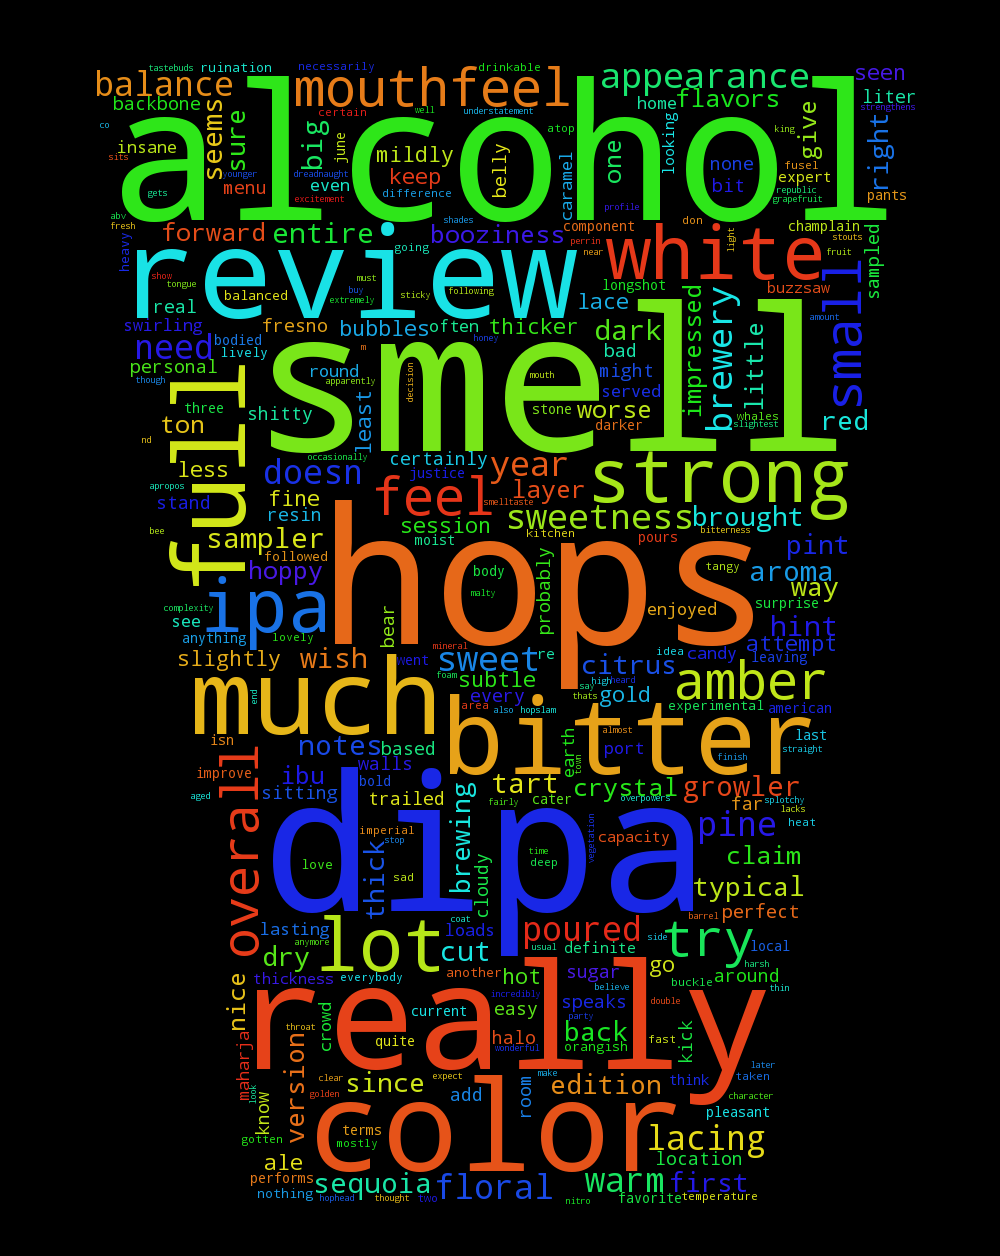 tastebuds ruination necessarily drinkable
balance mouthfeel appearance seen
backbone certain well understatement home flavors liter strengthens
alcohol
co insane seems sure big june mildly belly atop caramel one looking king give right
sits younger menu dreadnaught even keep difference none bit fusel expert
gets excitement profile republic grapefruit pants
abv fresh heavy forward entire going booziness shades component don champlain stouts
review white
perrin near light fruit sampled
show tongue real balanced must buy extremely sticky following longshot lace buzzsaw small
swirling fresno bubbles often thicker honey dark impressed brewery little amount
need bodied lively m bad
personal though round apparently decision mouth might
smell
full three shitty least served stone worse darker whales slightest red
ton nd occasionally certainly year
less doesn justice layer strong
apropos stand fine feel smelltaste
resin session sweetness brought
bee sampler moist kitchen pours bitterness pint
followed hoppy body probably tangy aroma
hops
malty way
complexity ipa see enjoyed surprise
anything lovely bear hint
slightly wish mineral sweet re idea candy attempt
went citrus leaving
much foam subtle high heard amber
end every say thats gold
also hopslam area experimental american
isn notes based bitter almost earth town port last
straight
overall improve ibu walls finish
sitting bold tart crystal growler
aged trailed brewing fairly cater overpowers far splotchy lacks
dipa
imperial stop vegetation capacity pine heat
love thick sad cloudy time deep claim
typical
coat barrel perfect
lasting lot loads poured side try local
anymore cut usual definite
dry another hot sugar go harsh
nice thickness everybody incredibly believe buckle around thin
really
crowd current easy speaks double
throat party
maharja version quite halo wonderful back orangish fast kick
look clear since expect make think later taken
know golden add room edition character
color
gotten terms mostly pleasant
lacing
ale location
performs sequoia warm first
nothing hophead thought two floral nitro favorite temperature